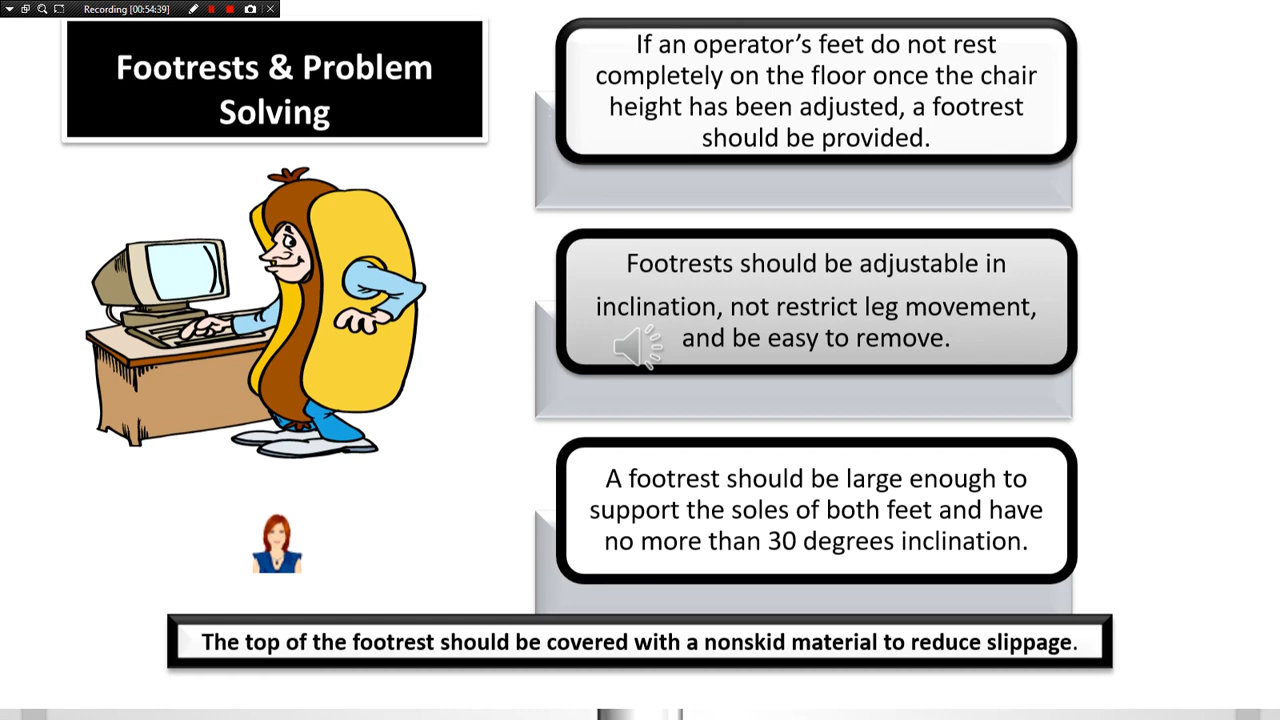 Recording [00:54:39]
Footrests & Problem
Solving
If an operator’s feet do not rest
completely on the floor once the chair
height has been adjusted, a footrest
should be provided.
Footrests should be adjustable in
inclination, not restrict leg movement,
and be easy to remove.
A footrest should be large enough to
support the soles of both feet and have
no more than 30 degrees inclination.
The top of the footrest should be covered with a nonskid material to reduce slippage.